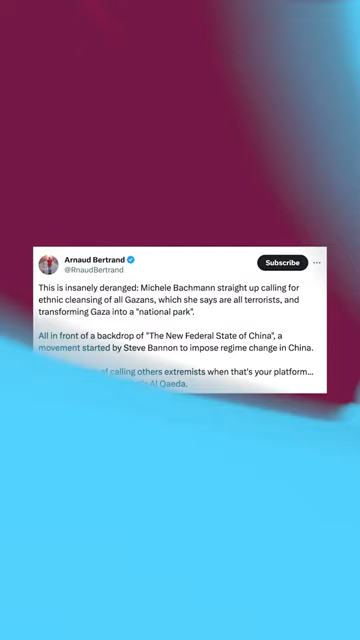 Arnaud Bertrand
@RnaudBertrand
Subscribe
This is insanely deranged: Michele Bachmann straight up calling for
ethnic cleansing of all Gazans, which she says are all terrorists, and
transforming Gaza into a "national park".
All in front of a backdrop of "The New Federal State of China", a
movement started by Steve Bannon to impose regime change in China.
of calling others extremists when that's your platform...
Al Qaeda.